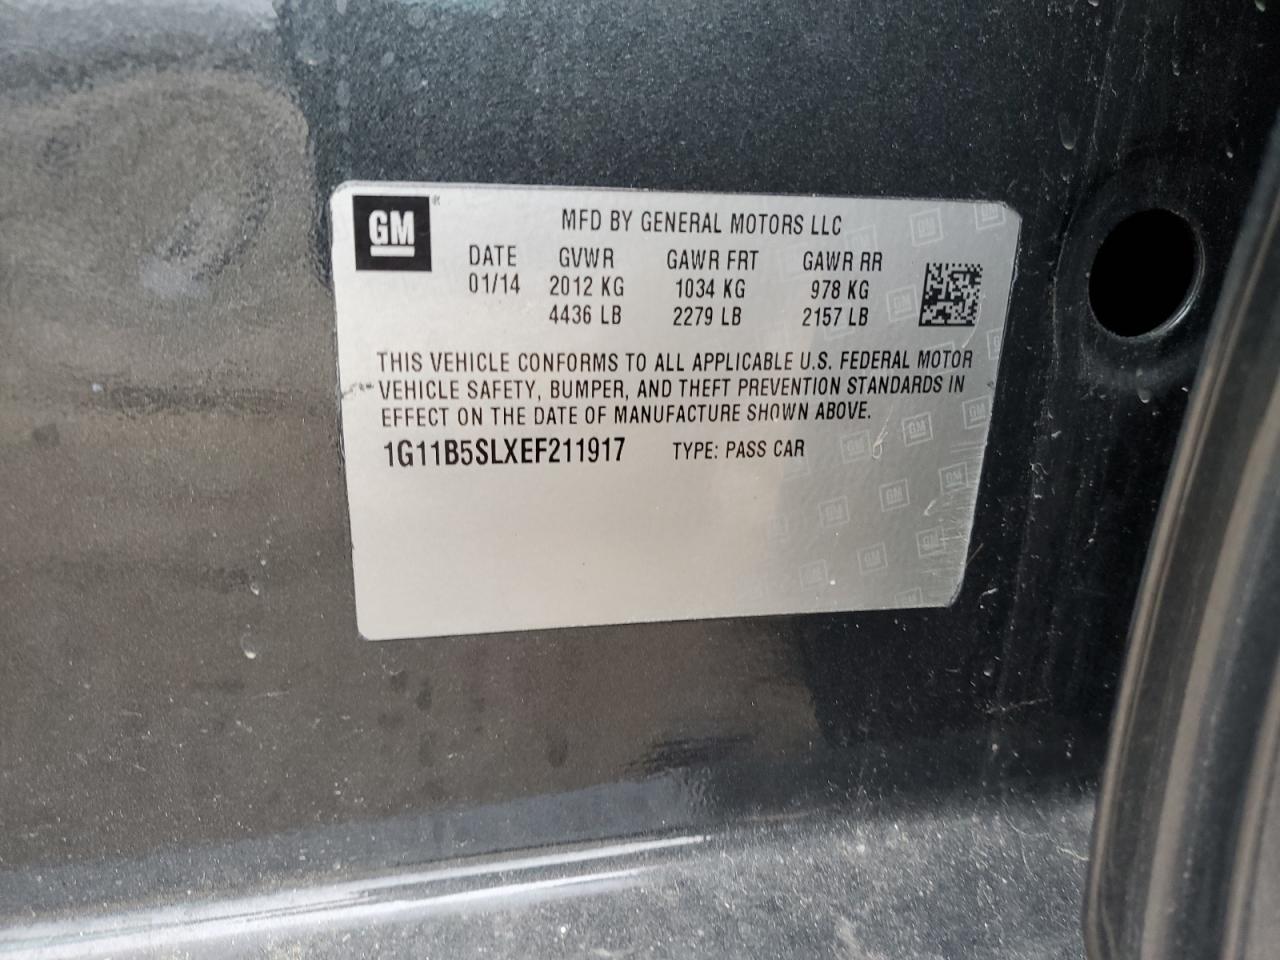 GM
MFD BY GENERAL MOTORS LLC
DATE GVWR GAWR FRT GAWR RR
01/14 2012 KG 1034 KG 978 KG
4436 LB 2279 LB 2157 LB
THIS VEHICLE CONFORMS TO ALL APPLICABLE U.S. FEDERAL MOTOR
VEHICLE SAFETY, BUMPER, AND THEFT PREVENTION STANDARDS IN
EFFECT ON THE DATE OF MANUFACTURE SHOWN ABOVE.
1G11B5SLXEF211917 TYPE: PASS CAR